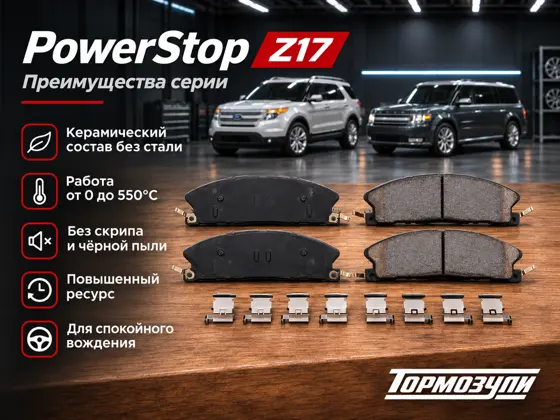 PowerStop Z17
Преимущества серии
Керамический
состав без стали
Работа
от 0 до 550°C
Без скрипа
и чёрной пыли
Повышенный
ресурс
Для спокойного
вождения
ТОРМОЗУЛИ